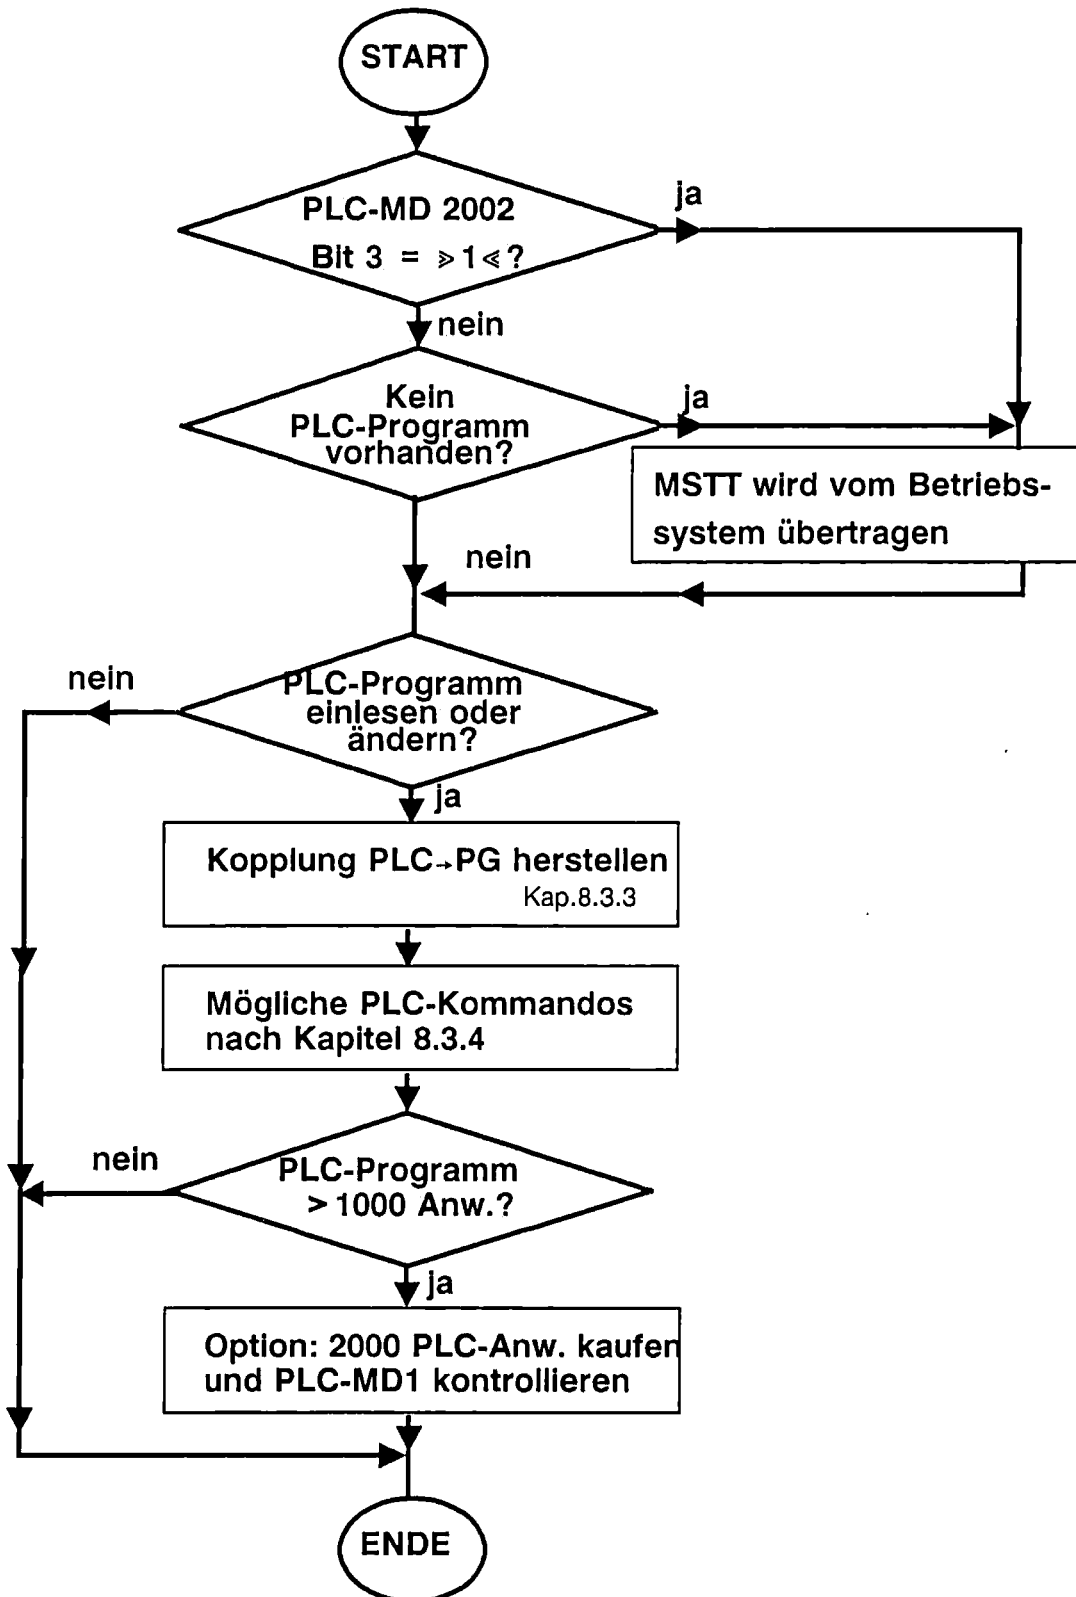 START
ja
PLC-MD 2002
Bit 3 = »1«?
nein
Kein
PLC-Programm
vorhanden?
ja
MSTT wird vom Betriebs-
system übertragen
nein
nein
PLC-Programm
einlesen oder
ändern?
ja
Kopplung PLC→PG herstellen
Kap.8.3.3
Mögliche PLC-Kommandos
nach Kapitel 8.3.4
nein
PLC-Programm
> 1000 Anw.?
ja
Option: 2000 PLC-Anw. kaufen
und PLC-MD1 kontrollieren
ENDE